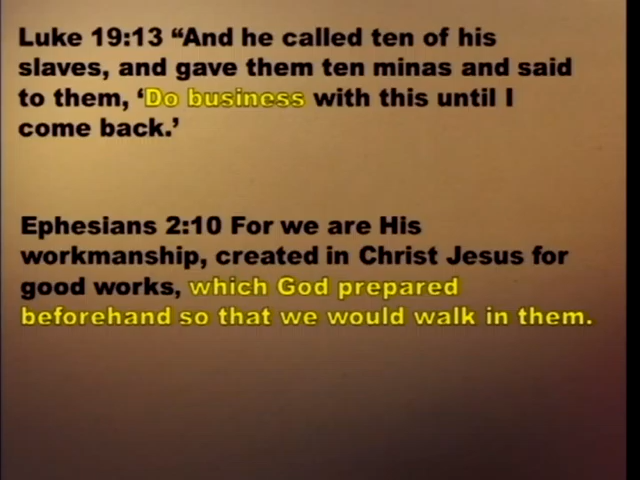 Luke 19:13 “And he called ten of his
slaves, and gave them ten minas and said
to them, ‘Do business with this until I
come back.’
Ephesians 2:10 For we are His
workmanship, created in Christ Jesus for
good works, which God prepared
beforehand so that we would walk in them.